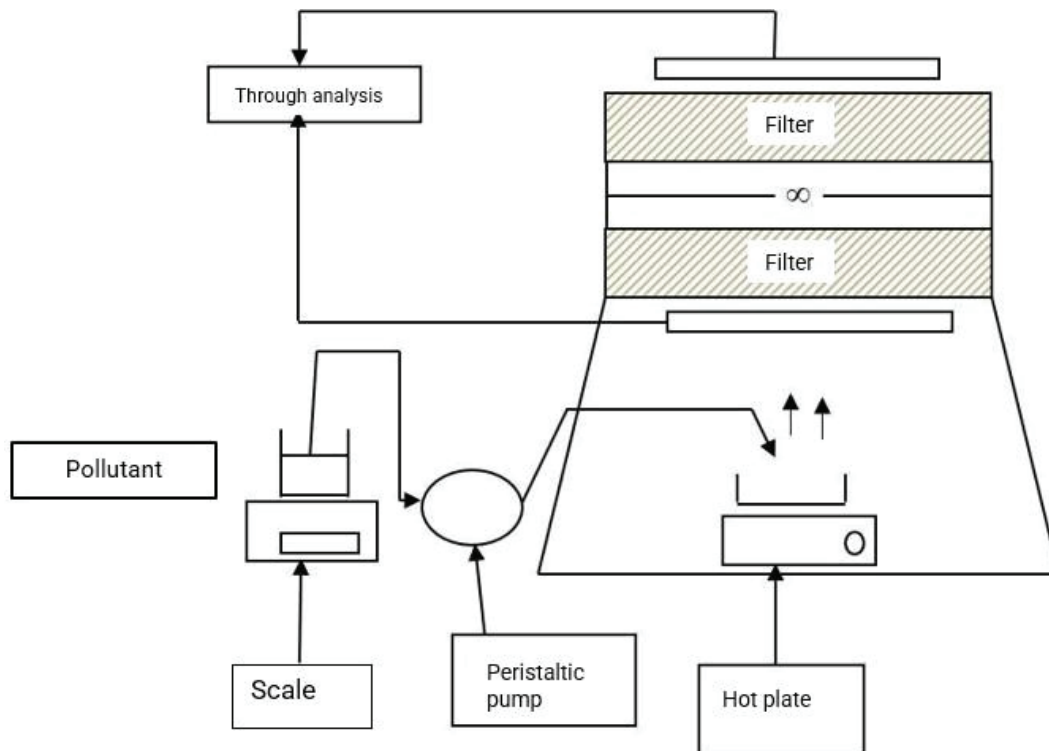 Through analysis
Filter
∞
Filter
Pollutant
Scale
Peristaltic
pump
Hot plate